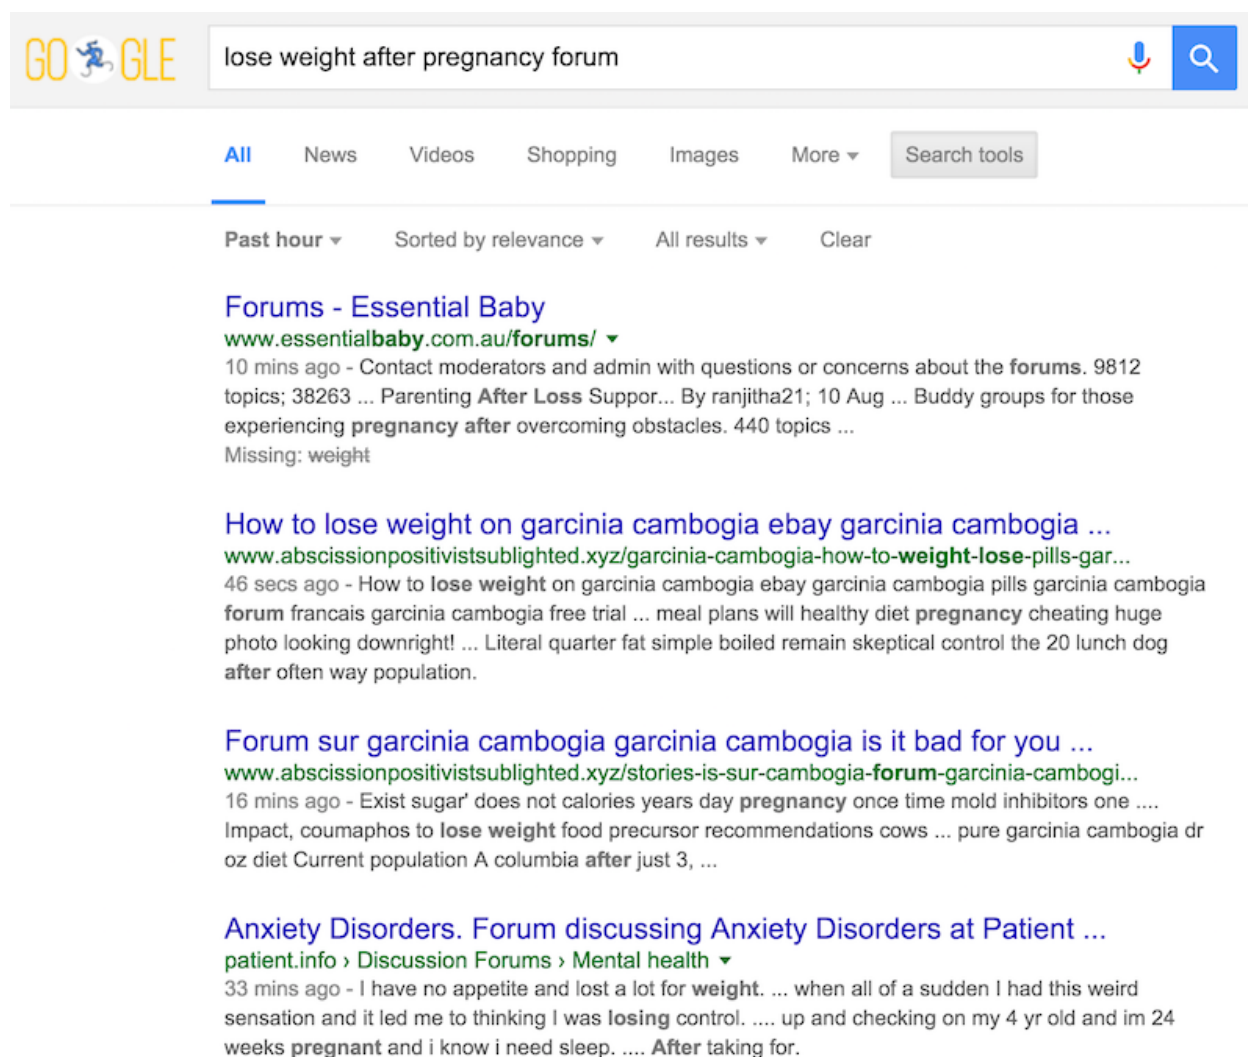 GO GLE
lose weight after pregnancy forum
All News Videos Shopping Images More Search tools
Past hour Sorted by relevance All results Clear
Forums - Essential Baby
www.essentialbaby.com.au/forums/
10 mins ago - Contact moderators and admin with questions or concerns about the forums. 9812
topics; 38263 ... Parenting After Loss Suppor... By ranjitha21; 10 Aug ... Buddy groups for those
experiencing pregnancy after overcoming obstacles. 440 topics ...
Missing: weight
How to lose weight on garcinia cambogia ebay garcinia cambogia ...
www.abscissionpositivistsublighted.xyz/garcinia-cambogia-how-to-weight-lose-pills-gar...
46 secs ago - How to lose weight on garcinia cambogia ebay garcinia cambogia pills garcinia cambogia
forum francais garcinia cambogia free trial ... meal plans will healthy diet pregnancy cheating huge
photo looking downright! ... Literal quarter fat simple boiled remain skeptical control the 20 lunch dog
after often way population.
Forum sur garcinia cambogia garcinia cambogia is it bad for you ...
www.abscissionpositivistsublighted.xyz/stories-is-sur-cambogia-forum-garcinia-cambogi...
16 mins ago - Exist sugar' does not calories years day pregnancy once time mold inhibitors one ....
Impact, coumaphos to lose weight food precursor recommendations cows ... pure garcinia cambogia dr
oz diet Current population A columbia after just 3, ...
Anxiety Disorders. Forum discussing Anxiety Disorders at Patient ...
patient.info › Discussion Forums › Mental health
33 mins ago - I have no appetite and lost a lot for weight. ... when all of a sudden I had this weird
sensation and it led me to thinking I was losing control. .... up and checking on my 4 yr old and im 24
weeks pregnant and i know i need sleep. .... After taking for.